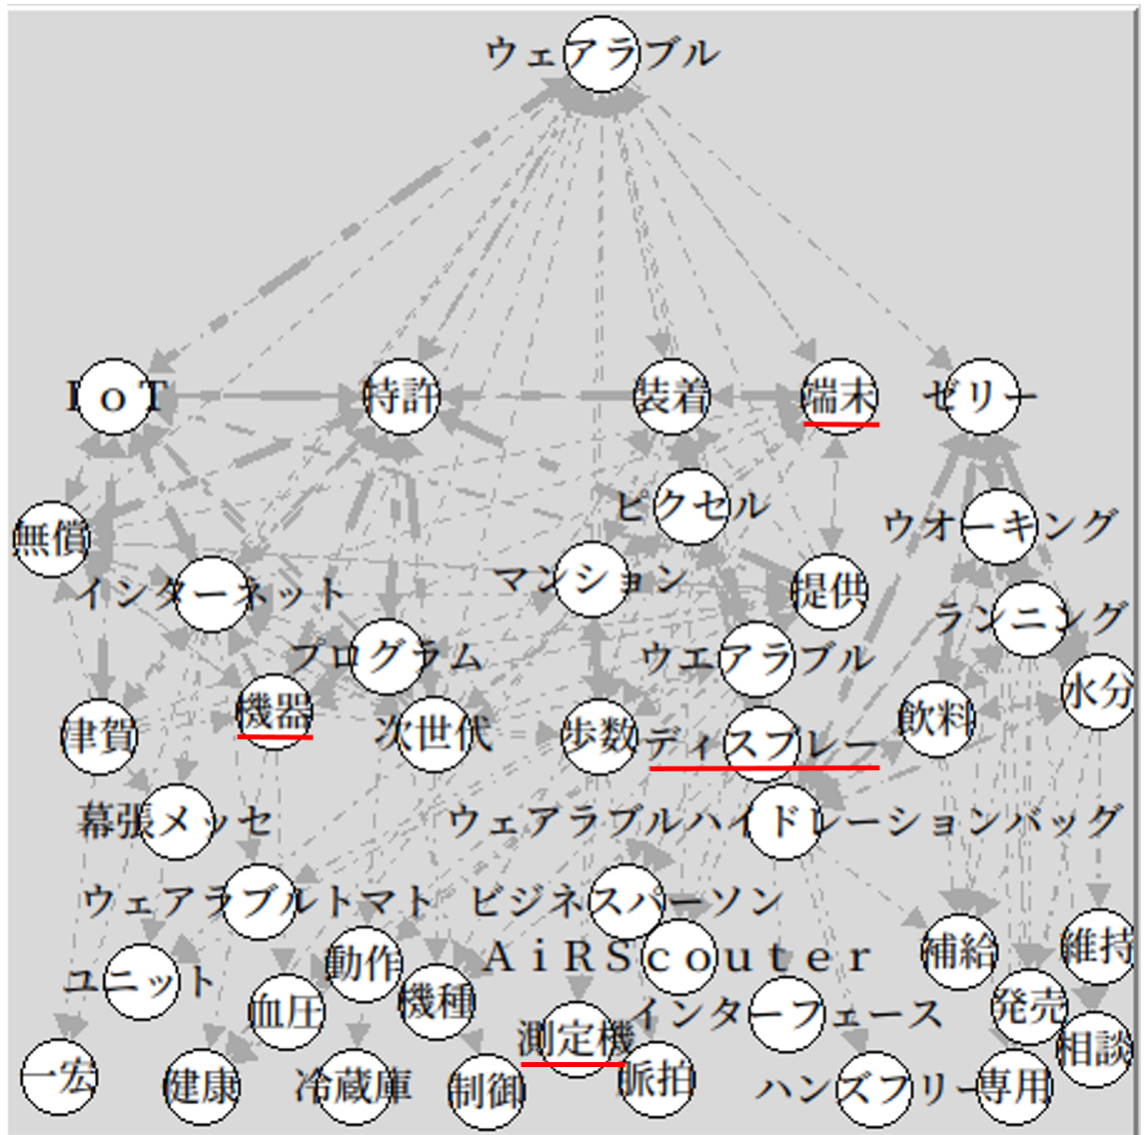 ウェアラブル
IoT
特許
装着
端末
ゼリー
ピクセル
ウオーキング
無償
インターネット
マンション
提供
ランニング
プログラム
ウエアラブル
水分
機器
津賀
次世代
歩数
ディスプレー
飲料
幕張メッセ
ウェアラブルハイドレーションバッグ
ウェアラブルトマト
ビジネスパーソン
AiRScouter
動作
補給
維持
ユニット
血圧
機種
インターフェース
発売
測定機
相談
一宏
健康
冷蔵庫
制御
脈拍
ハンズフリー
専用